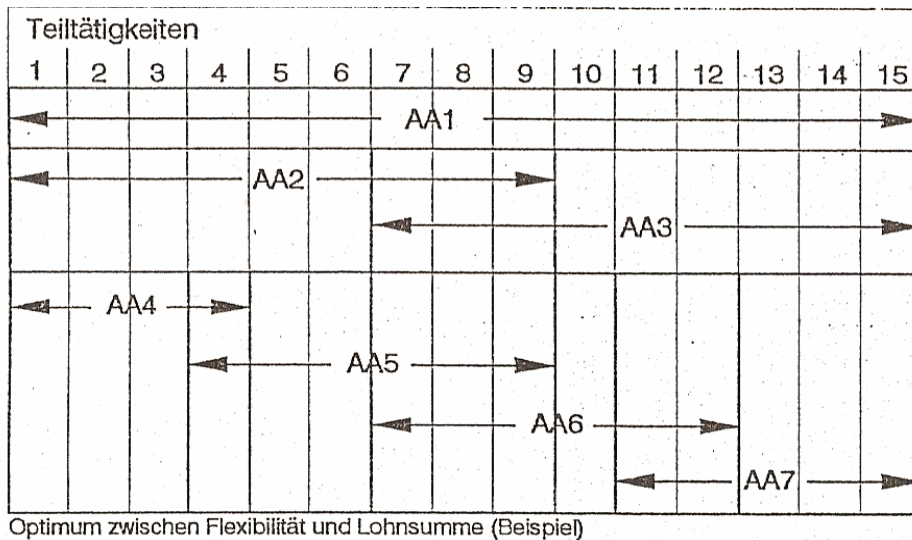 Teiltätigkeiten
1 2 3 4 5 6 7 8 9 10 11 12 13 14 15
AA1
AA2
AA3
AA4
AA5
AA6
AA7
Optimum zwischen Flexibilität und Lohnsumme (Beispiel)